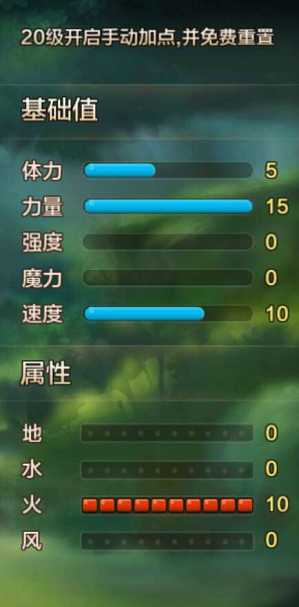 20级开启手动加点,并免费重置
基础值
体力 5
力量 15
强度 0
魔力 0
速度 10
属性
地 0
水 0
火 10
风 0